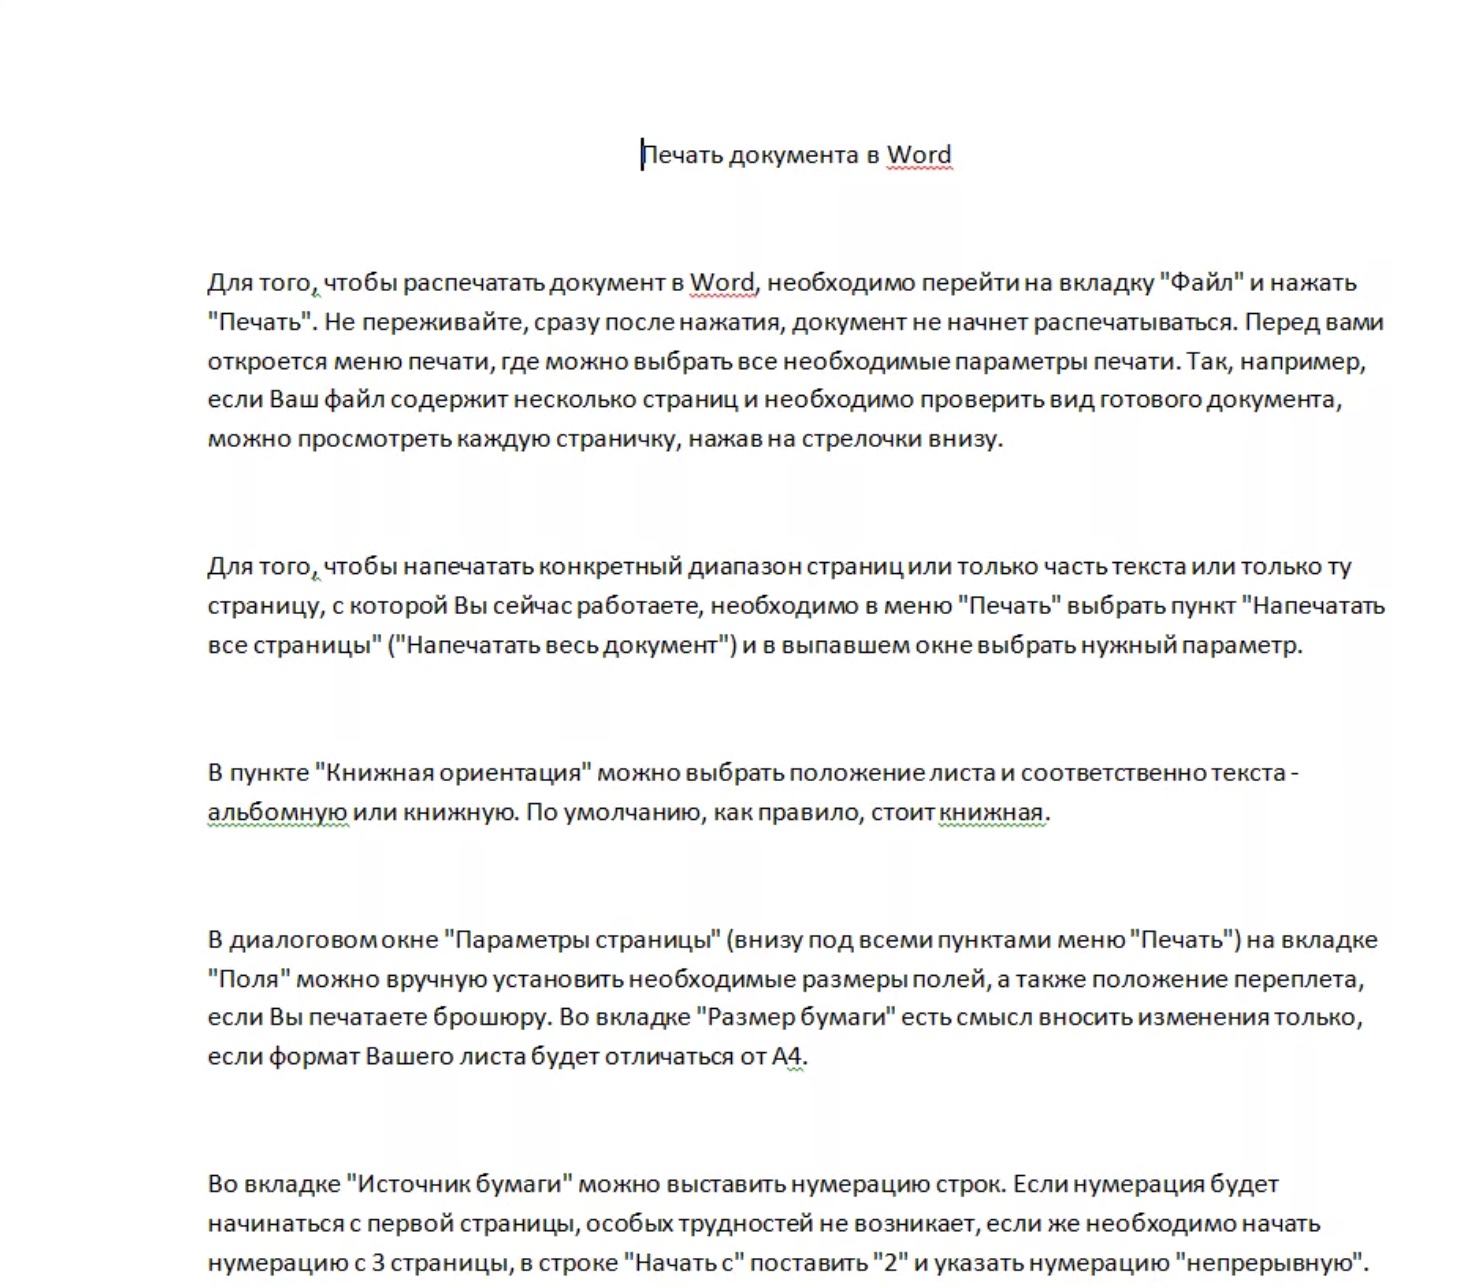 Печать документа в Word
Для того, чтобы распечатать документ в Word, необходимо перейти на вкладку "Файл" и нажать
"Печать". Не переживайте, сразу после нажатия, документ не начнет распечатываться. Перед вами
откроется меню печати, где можно выбрать все необходимые параметры печати. Так, например,
если Ваш файл содержит несколько страниц и необходимо проверить вид готового документа,
можно просмотреть каждую страничку, нажав на стрелочки внизу.
Для того, чтобы напечатать конкретный диапазон страниц или только часть текста или только ту
страницу, с которой Вы сейчас работаете, необходимо в меню "Печать" выбрать пункт "Напечатать
все страницы" ("Напечатать весь документ") и в выпавшем окне выбрать нужный параметр.
В пункте "Книжная ориентация" можно выбрать положение листа и соответственно текста -
альбомную или книжную. По умолчанию, как правило, стоит книжная.
В диалоговом окне "Параметры страницы" (внизу под всеми пунктами меню "Печать") на вкладке
"Поля" можно вручную установить необходимые размеры полей, а также положение переплета,
если Вы печатаете брошюру. Во вкладке "Размер бумаги" есть смысл вносить изменения только,
если формат Вашего листа будет отличаться от А4.
Во вкладке "Источник бумаги" можно выставить нумерацию строк. Если нумерация будет
начинаться с первой страницы, особых трудностей не возникает, если же необходимо начать
нумерацию с 3 страницы, в строке "Начать с" поставить "2" и указать нумерацию "непрерывную".